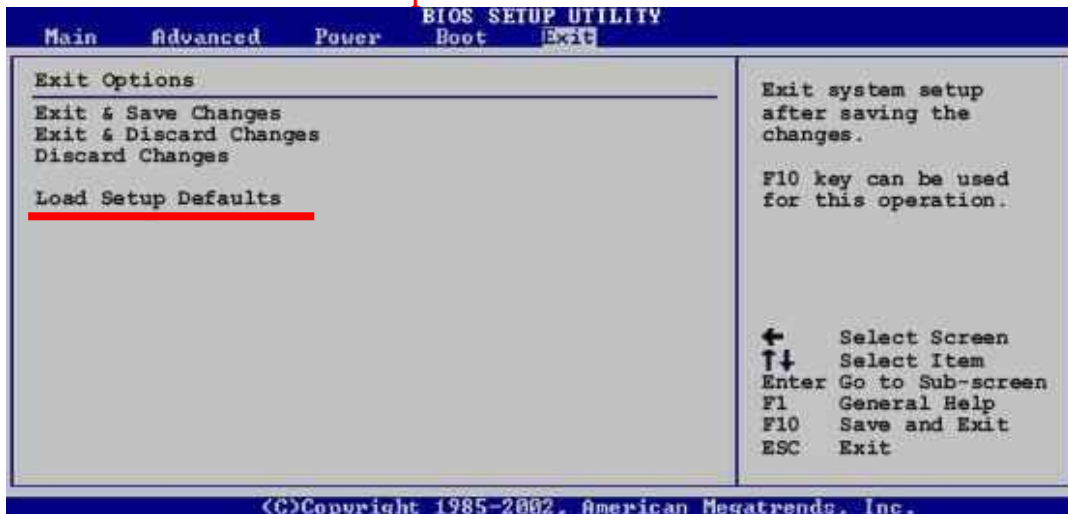 BIOS SETUP UTILITY
Main Advanced Power Boot Exit
Exit Options
Exit & Save Changes
Exit & Discard Changes
Discard Changes
Load Setup Defaults
Exit system setup
after saving the
changes.
F10 key can be used
for this operation.
← Select Screen
↑↓ Select Item
Enter Go to Sub-screen
F1 General Help
F10 Save and Exit
ESC Exit
(C)Copyright 1985-2002, American Megatrends, Inc.